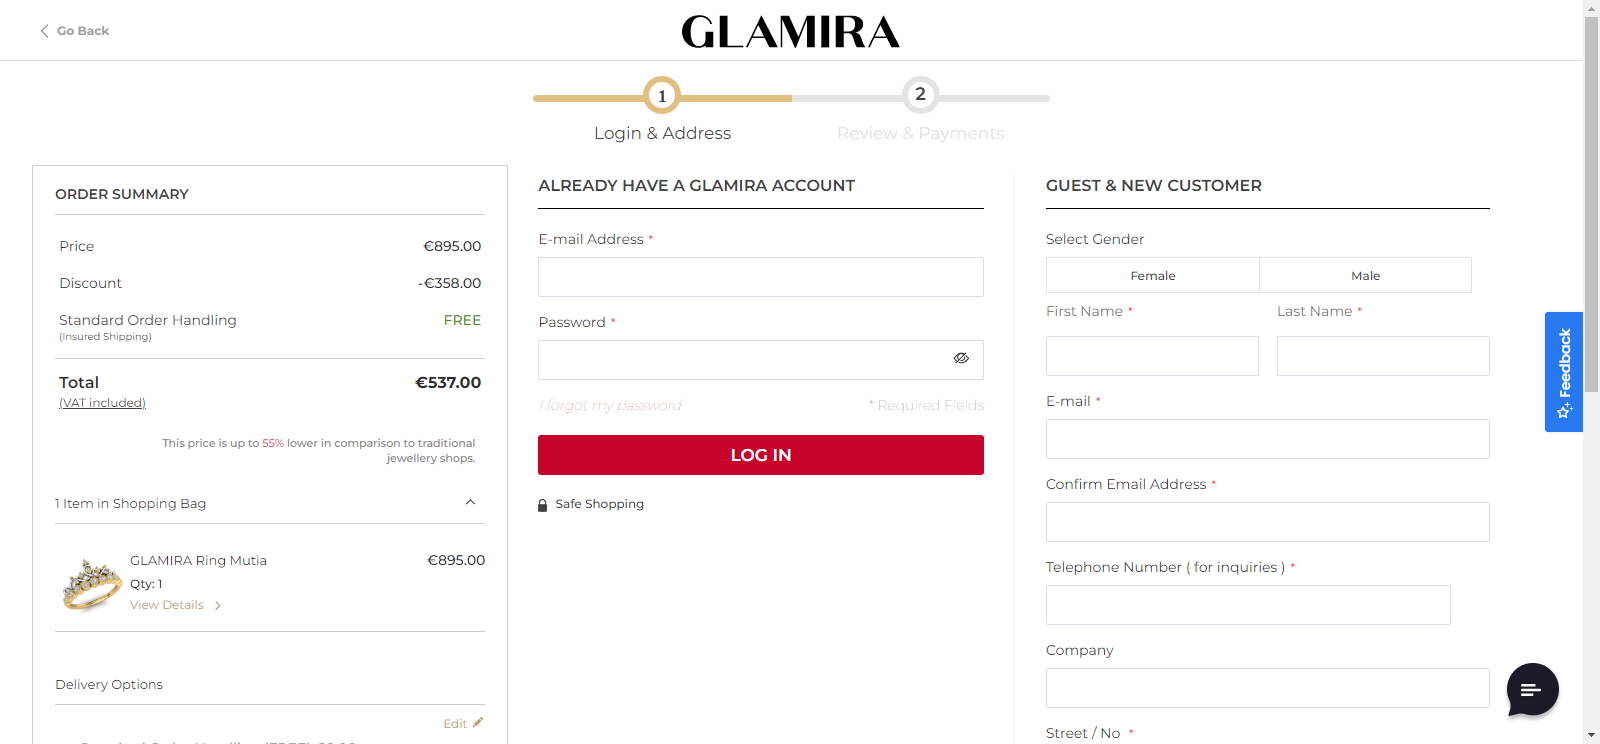 Go Back
GLAMIRA
1
2
Login & Address
Review & Payments
ORDER SUMMARY
Price
€895.00
Discount
-€358.00
Standard Order Handling
FREE
(Insured Shipping)
Total
€537.00
(VAT included)
This price is up to 55% lower in comparison to traditional
jewellery shops.
1 Item in Shopping Bag
GLAMIRA Ring Mutia
€895.00
Qty: 1
View Details
Delivery Options
Edit
ALREADY HAVE A GLAMIRA ACCOUNT
E-mail Address *
Password *
I forgot my password
* Required Fields
LOG IN
Safe Shopping
GUEST & NEW CUSTOMER
Select Gender
Female
Male
First Name *
Last Name *
E-mail *
Confirm Email Address *
Telephone Number ( for inquiries ) *
Company
Street / No *
Feedback